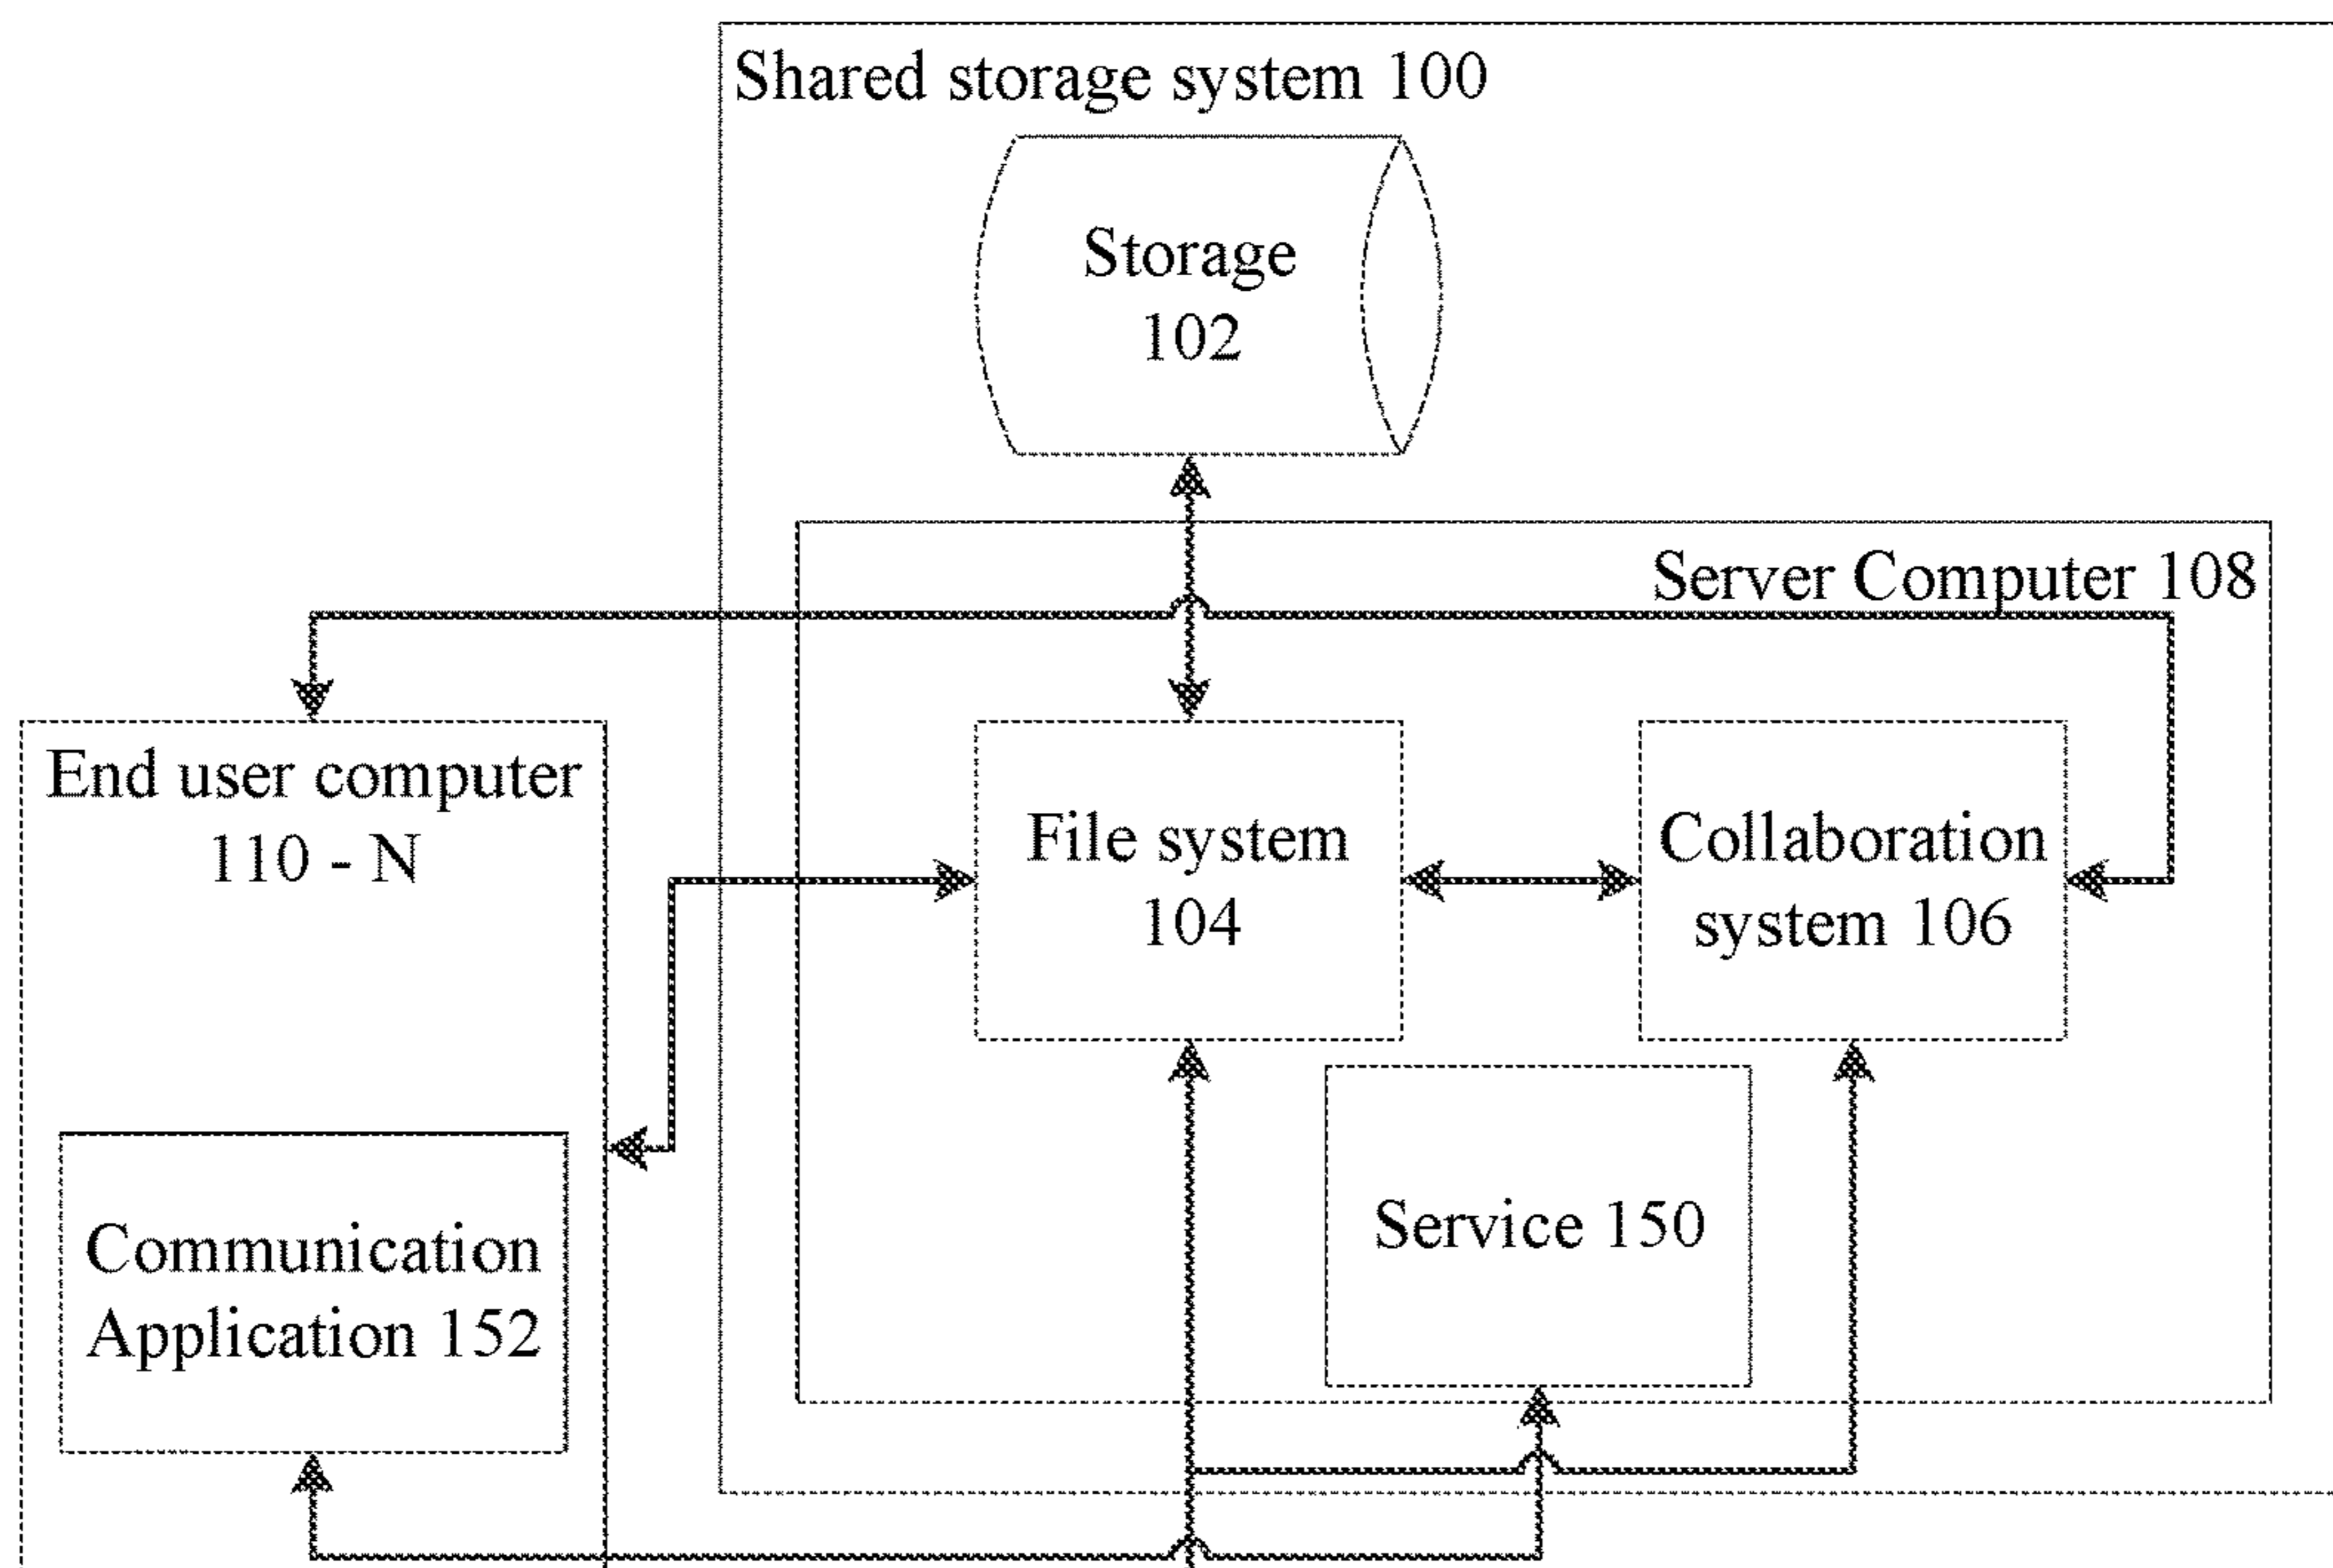 Shared storage system 100
Storage
102
Server Computer 108
End user computer
110 - N
File system
104
Collaboration
system 106
Communication
Application 152
Service 150